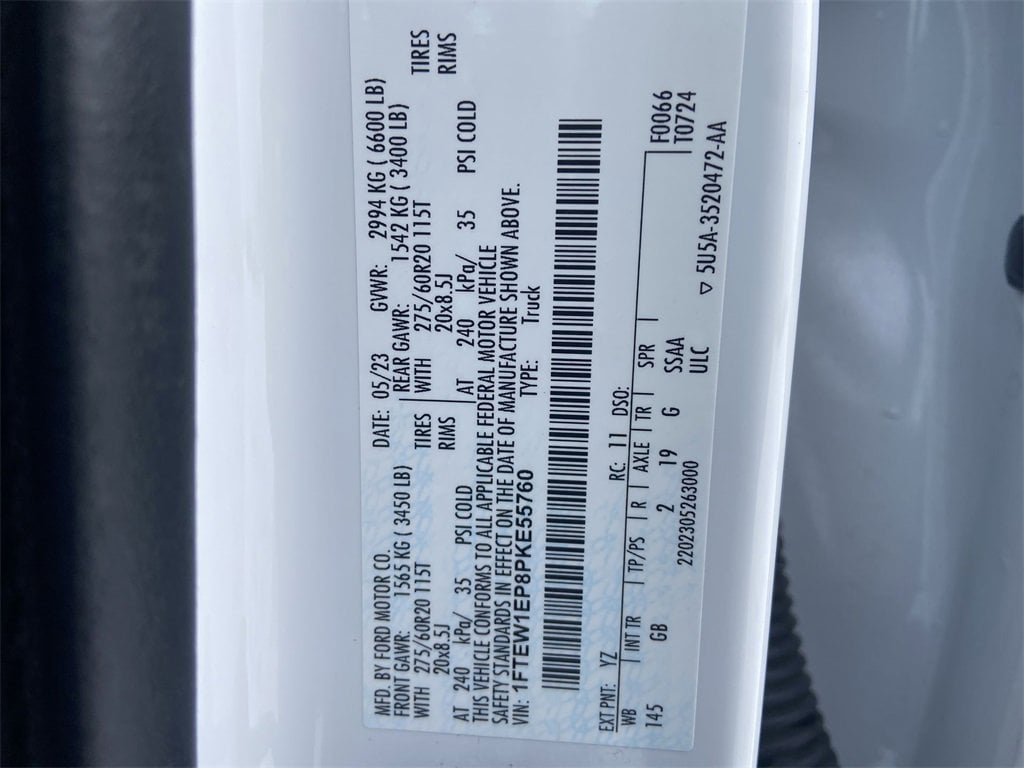 MFD. BY FORD MOTOR CO. DATE: 05/23 GVWR: 2994 KG ( 6600 LB)
FRONT GAWR: 1565 KG ( 3450 LB) REAR GAWR: 1542 KG ( 3400 LB)
WITH 275/60R20 115T TIRES WITH 275/60R20 115T TIRES
20x8.5J RIMS 20x8.5J RIMS
AT 240 kPa/ 35 PSI COLD AT 240 kPa/ 35 PSI COLD
THIS VEHICLE CONFORMS TO ALL APPLICABLE FEDERAL MOTOR VEHICLE
SAFETY STANDARDS IN EFFECT ON THE DATE OF MANUFACTURE SHOWN ABOVE.
VIN: 1FTEW1EP8PKE55760 TYPE: Truck
EXT PNT: YZ RC: 11 DSO:
WB INT TR TP/PS R AXLE TR SPR F0066
145 GB 2 19 G SSAA T0724
2202305263000 ULC
▽ 5U5A-3520472-AA